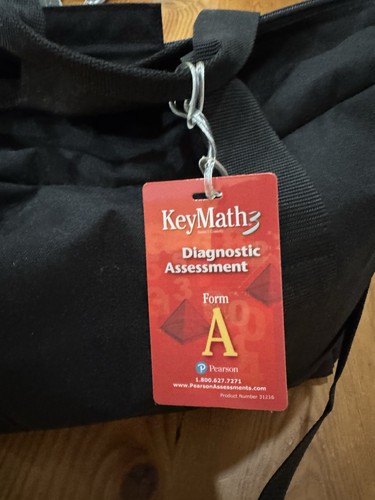 KeyMath3
Diagnostic
Assessment
Form
A
Pearson
1.800.627.7271
www.PearsonAssessments.com
Product Number 31216